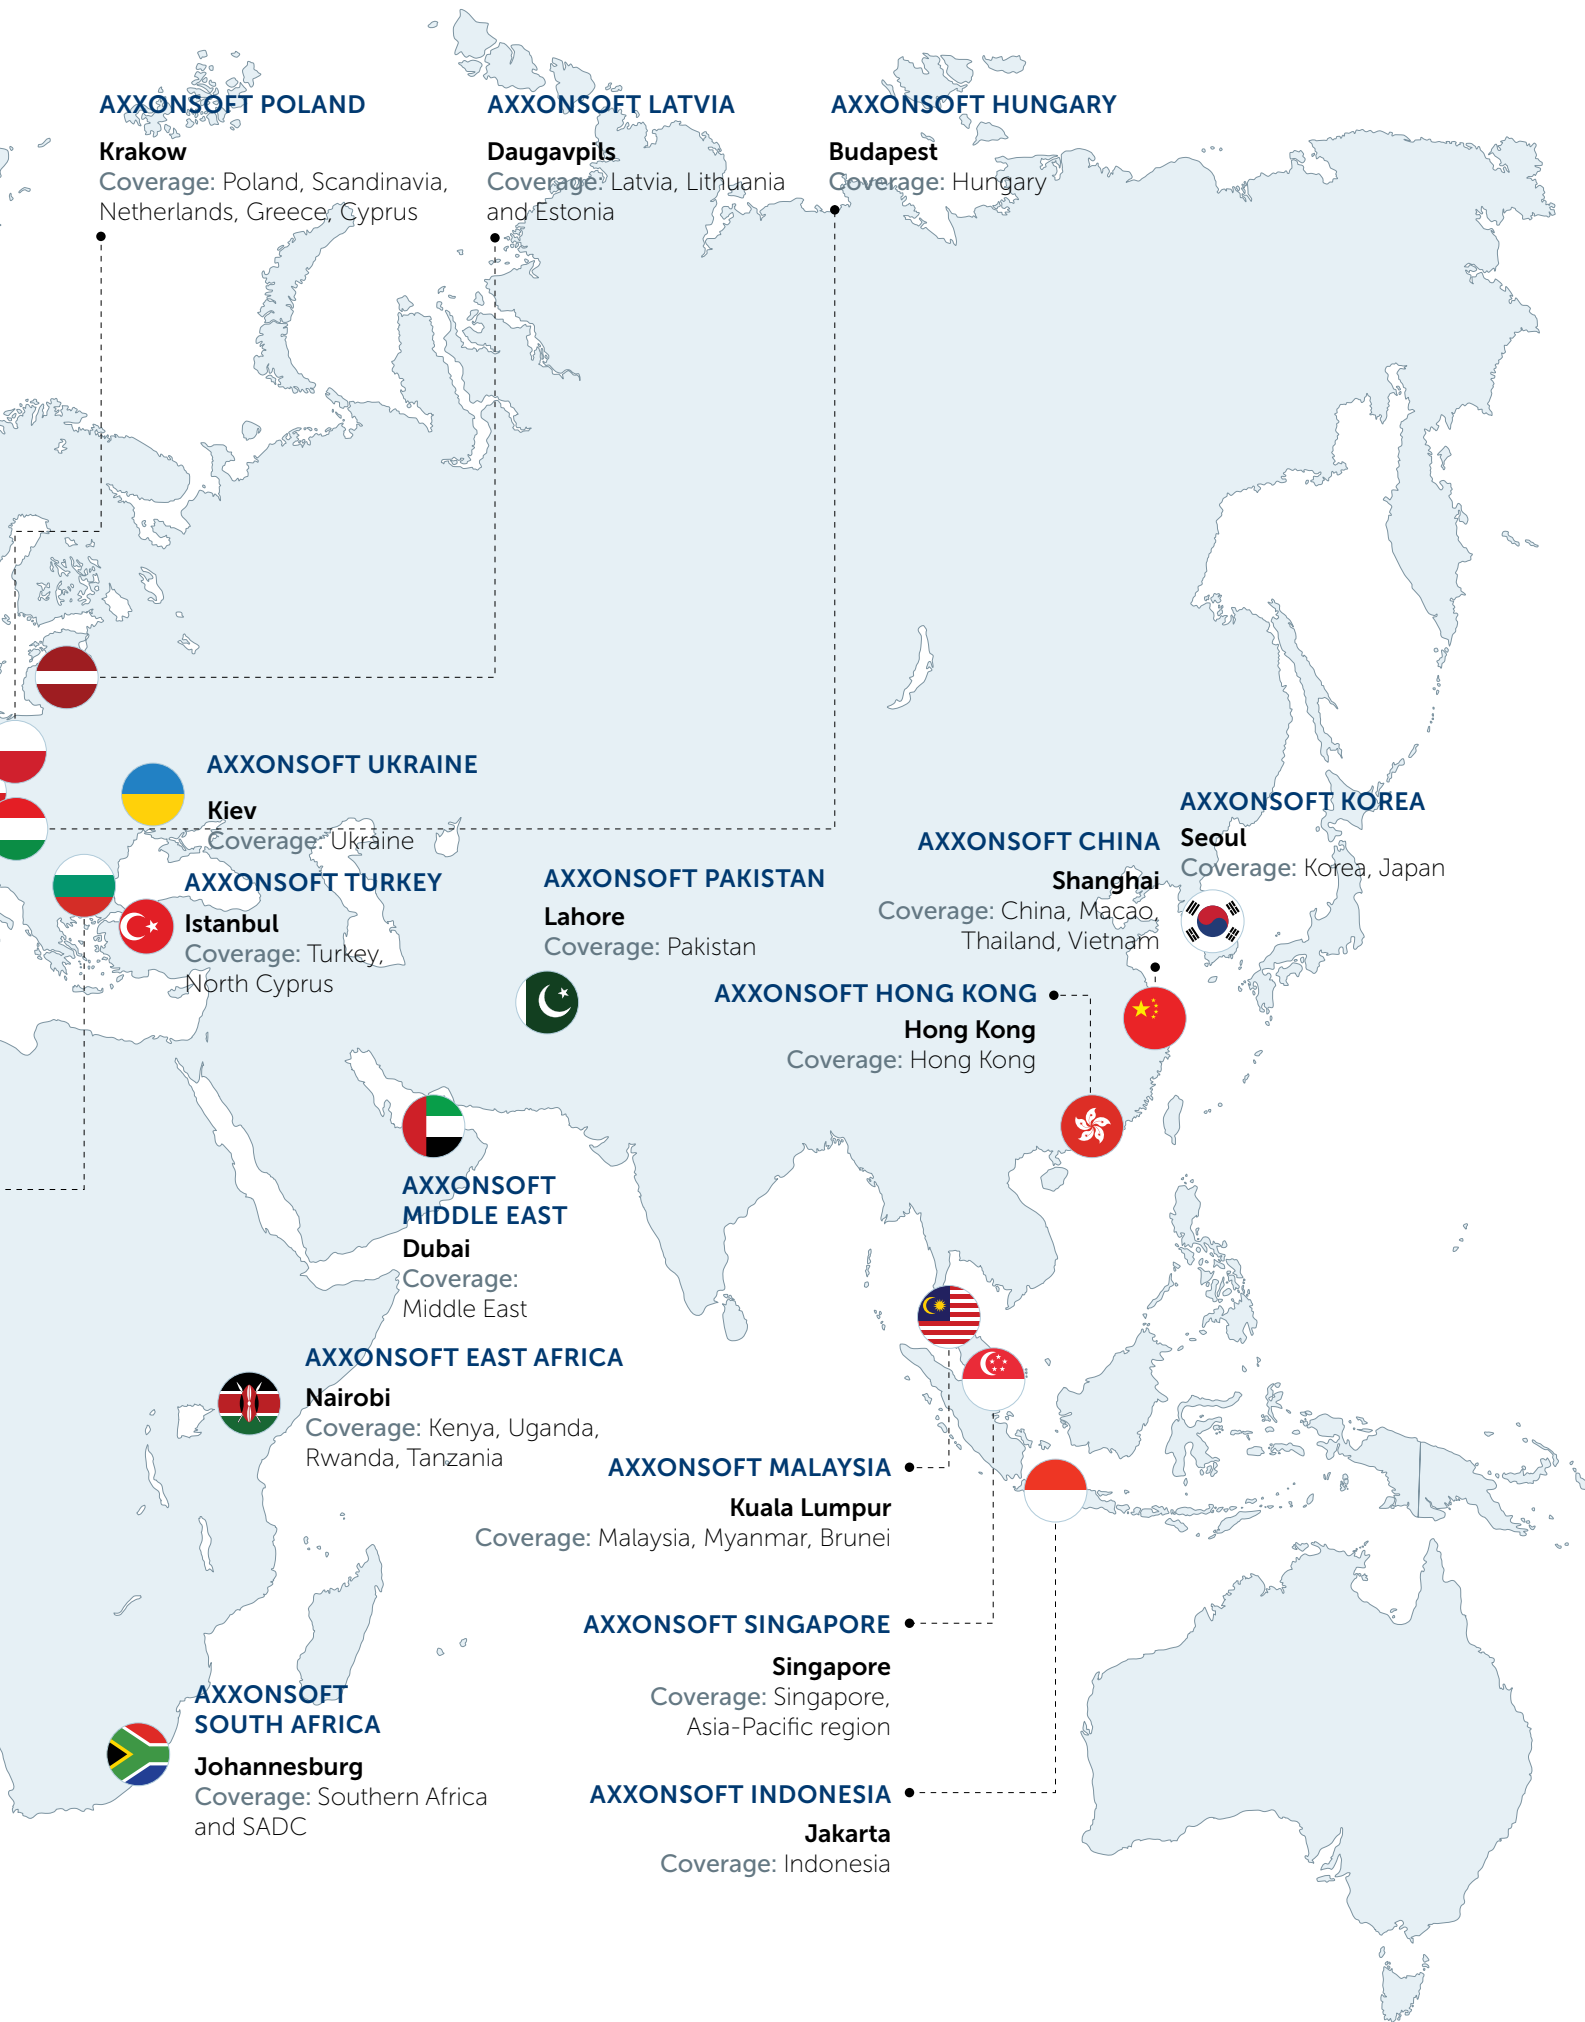 AXXONSOFT POLAND
Krakow
Coverage: Poland, Scandinavia,
Netherlands, Greece, Cyprus
AXXONSOFT LATVIA
Daugavpils
Coverage: Latvia, Lithuania
and Estonia
AXXONSOFT HUNGARY
Budapest
Coverage: Hungary
AXXONSOFT UKRAINE
Kiev
Coverage: Ukraine
AXXONSOFT TURKEY
Istanbul
Coverage: Turkey,
North Cyprus
AXXONSOFT PAKISTAN
Lahore
Coverage: Pakistan
AXXONSOFT CHINA
Shanghai
Coverage: China, Macao,
Thailand, Vietnam
AXXONSOFT KOREA
Seoul
Coverage: Korea, Japan
AXXONSOFT HONG KONG
Hong Kong
Coverage: Hong Kong
AXXONSOFT
MIDDLE EAST
Dubai
Coverage:
Middle East
AXXONSOFT EAST AFRICA
Nairobi
Coverage: Kenya, Uganda,
Rwanda, Tanzania
AXXONSOFT MALAYSIA
Kuala Lumpur
Coverage: Malaysia, Myanmar, Brunei
AXXONSOFT SINGAPORE
Singapore
Coverage: Singapore,
Asia-Pacific region
AXXONSOFT
SOUTH AFRICA
Johannesburg
Coverage: Southern Africa
and SADC
AXXONSOFT INDONESIA
Jakarta
Coverage: Indonesia